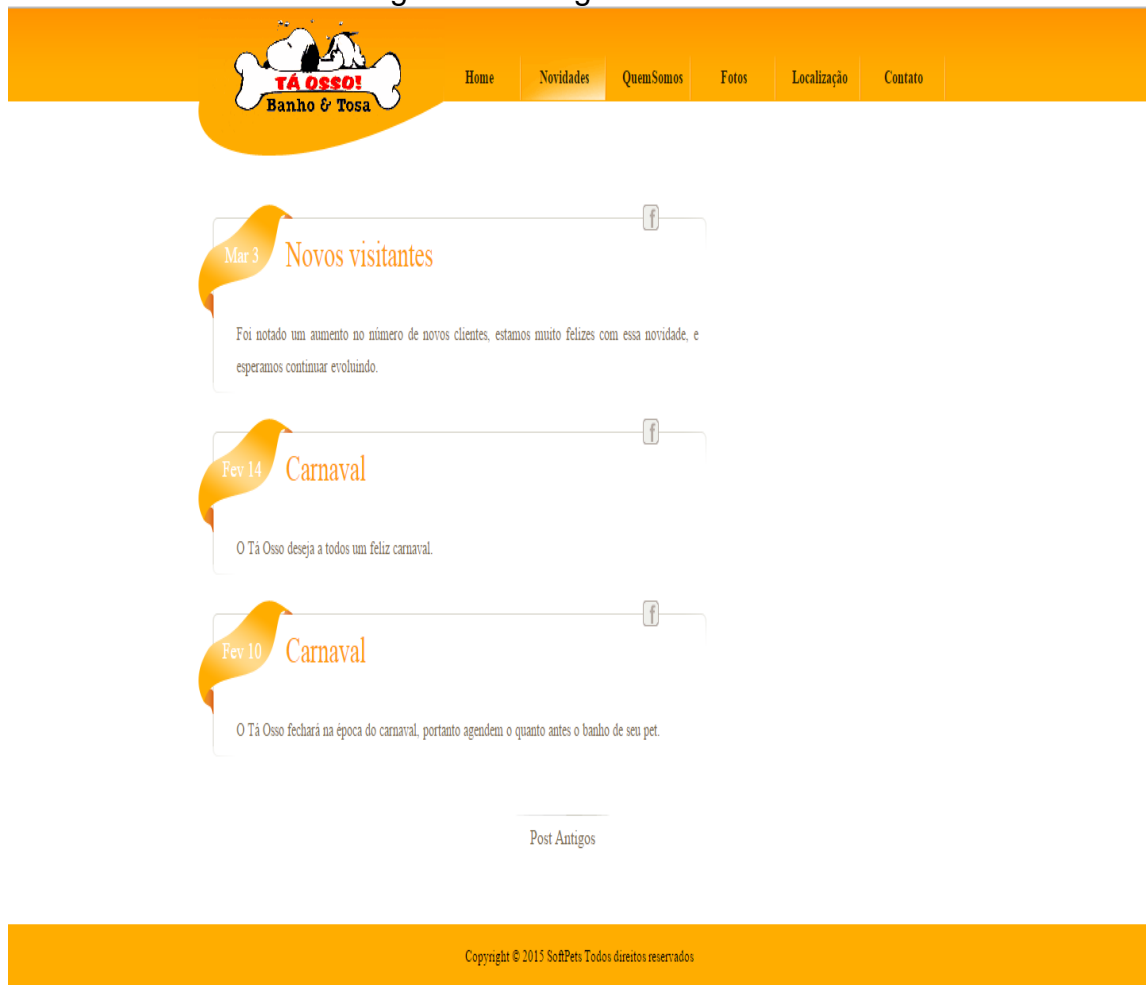 TÁ OSSO!
Banho & Tosa
Home Novidades QuemSomos Fotos Localização Contato
Mar 3 Novos visitantes
Foi notado um aumento no número de novos clientes, estamos muito felizes com essa novidade, e
esperamos continuar evoluindo.
Fev 14 Carnaval
O Tá Osso deseja a todos um feliz carnaval.
Fev 10 Carnaval
O Tá Osso fechará na época do carnaval, portanto agendem o quanto antes o banho de seu pet.
Post Antigos
Copyright © 2015 SoftPets Todos direitos reservados